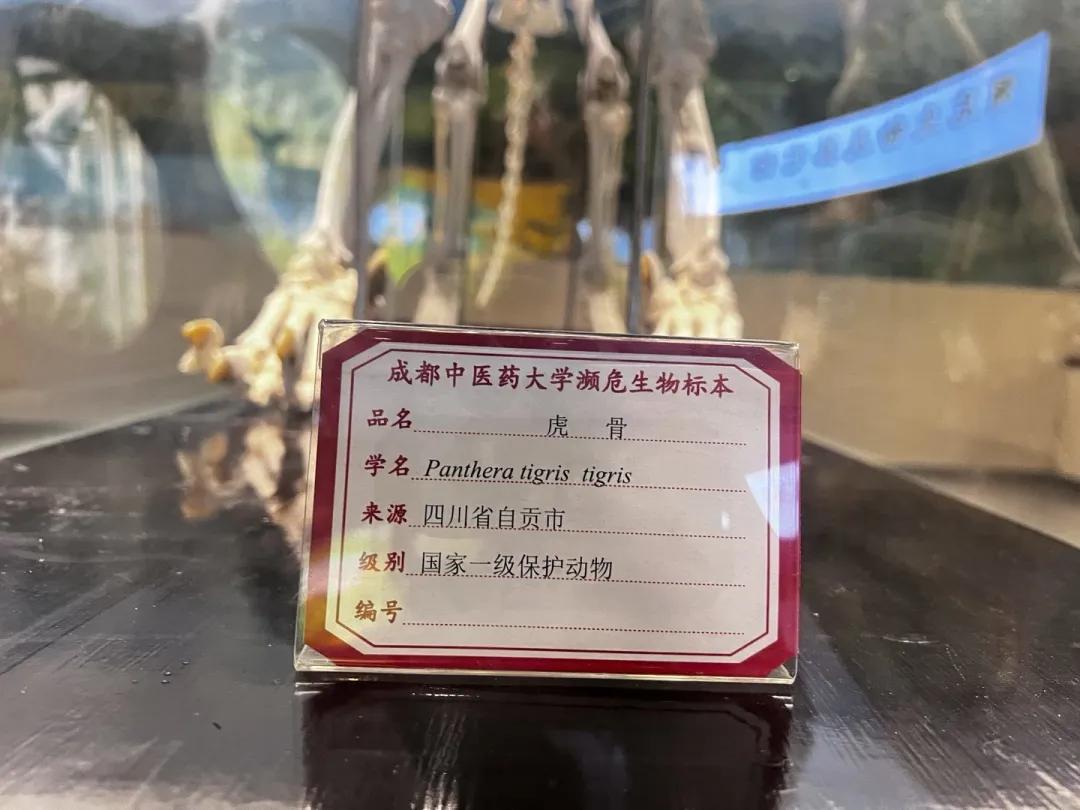 成都中医药大学濒危生物标本
品名 虎 骨
学名 Panthera tigris tigris
来源 四川省自贡市
级别 国家一级保护动物
编号